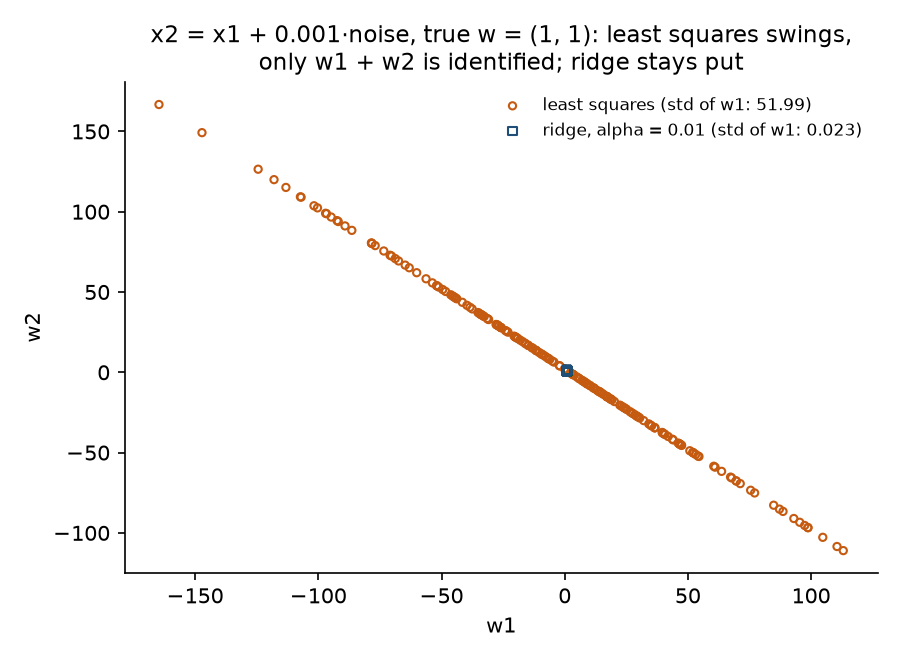 x2 = x1 + 0.001·noise, true w = (1, 1): least squares swings,
only w1 + w2 is identified; ridge stays put
least squares (std of w1: 51.99)
ridge, alpha = 0.01 (std of w1: 0.023)
w2
150
100
50
0
−50
−100
−150
−100
−50
0
50
100
w1